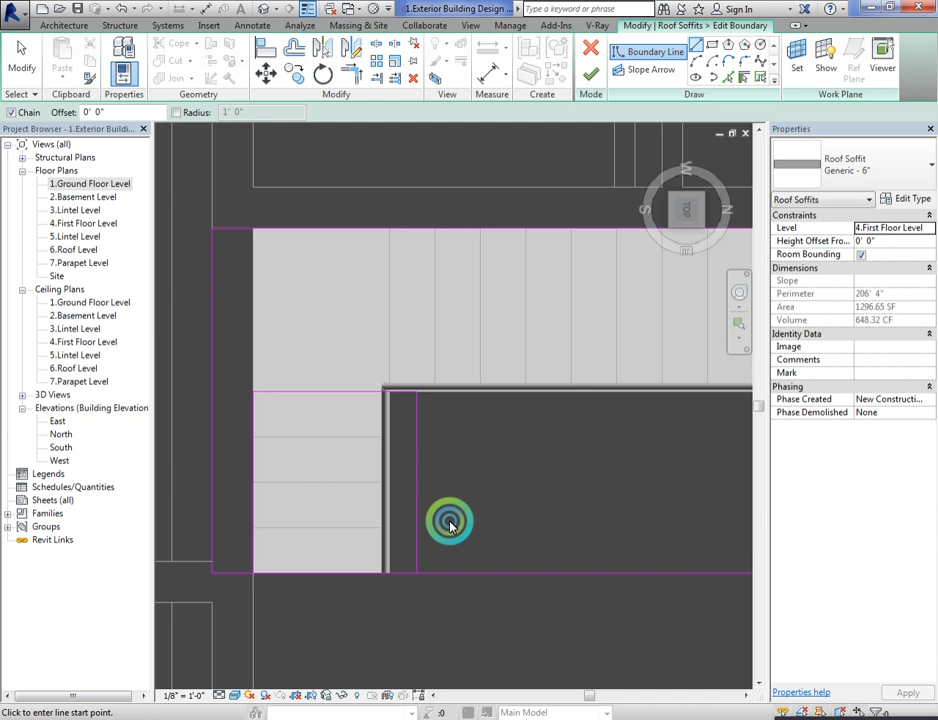 1.Exterior Building Design ...
Type a keyword or phrase
Sign In
Architecture
Structure
Systems
Insert
Annotate
Analyze
Massing & Site
Collaborate
View
Manage
Add-Ins
V-Ray
Modify | Roof Soffits > Edit Boundary
Modify
Paste
Cope
Cut
Join
Boundary Line
Slope Arrow
Set
Show
Ref Plane
Viewer
Select
Clipboard
Properties
Geometry
Modify
View
Measure
Create
Mode
Draw
Work Plane
Chain
Offset:
0' 0"
Radius:
1' 0"
Project Browser - 1.Exterior Buildi...
Views (all)
Structural Plans
Floor Plans
1.Ground Floor Level
2.Basement Level
3.Lintel Level
4.First Floor Level
5.Lintel Level
6.Roof Level
7.Parapet Level
Site
Ceiling Plans
1.Ground Floor Level
2.Basement Level
3.Lintel Level
4.First Floor Level
5.Lintel Level
6.Roof Level
7.Parapet Level
3D Views
Elevations (Building Elevation
East
North
South
West
Legends
Schedules/Quantities
Sheets (all)
Families
Groups
Revit Links
W
S
TOP
N
Properties
Roof Soffit
Generic - 6"
Roof Soffits
Edit Type
Constraints
Level
4.First Floor Level
Height Offset Fro...
0' 0"
Room Bounding
Dimensions
Slope
Perimeter
206' 4"
Area
1296.65 SF
Volume
648.32 CF
Identity Data
Image
Comments
Mark
Phasing
Phase Created
New Constructi...
Phase Demolished
None
Properties help
Apply
1/8" = 1'-0"
Click to enter line start point.
:0
Main Model